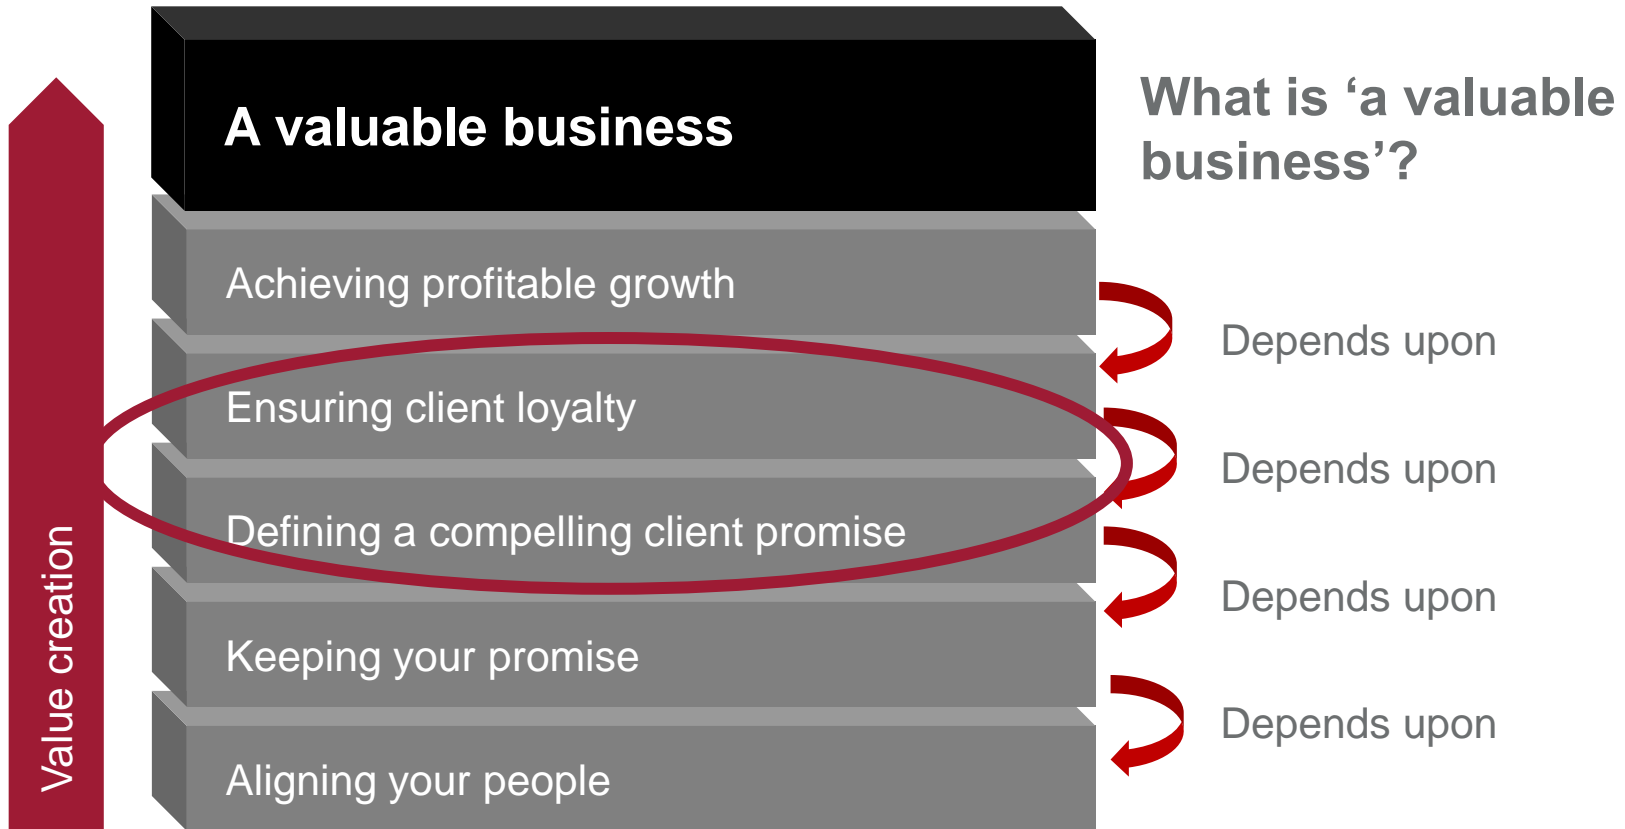 A valuable business
What is ‘a valuable
business’?
Achieving profitable growth
Depends upon
Ensuring client loyalty
Depends upon
Defining a compelling client promise
Depends upon
Keeping your promise
Depends upon
Aligning your people
Value creation